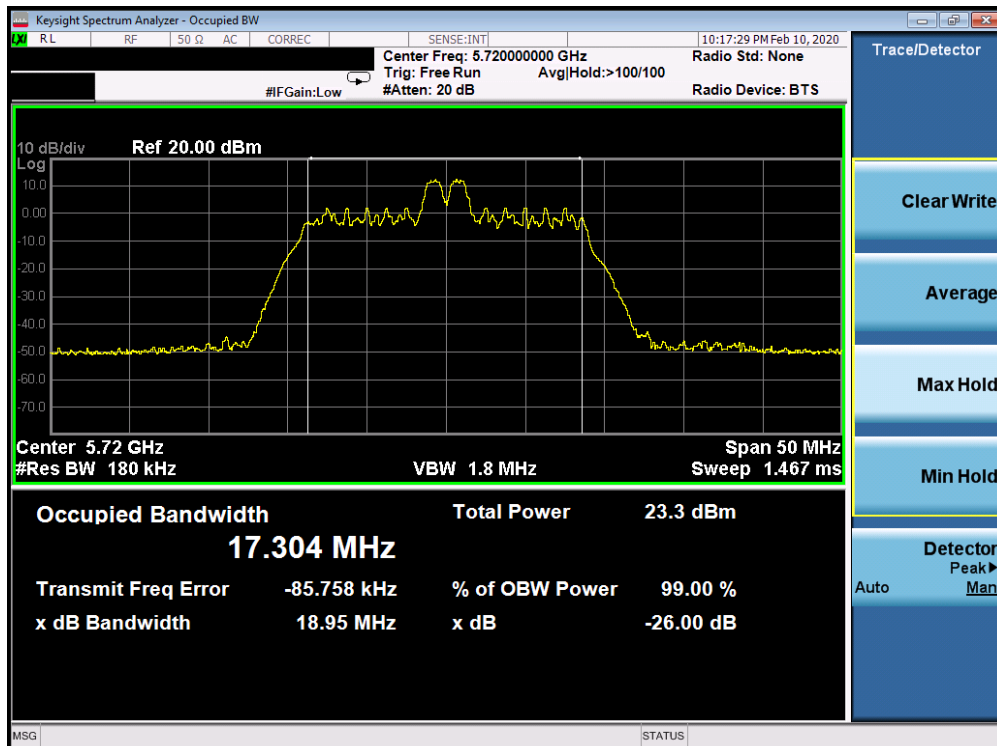 Keysight Spectrum Analyzer - Occupied BW
LXI RL RF 50 Ω AC CORREC SENSE:INT 10:17:29 PM Feb 10, 2020
Center Freq: 5.720000000 GHz Radio Std: None
Trig: Free Run Avg|Hold:>100/100
#IFGain:Low #Atten: 20 dB Radio Device: BTS
10 dB/div Ref 20.00 dBm
Log
10.0
0.00
-10.0
-20.0
-30.0
-40.0
-50.0
-60.0
-70.0
Center 5.72 GHz Span 50 MHz
#Res BW 180 kHz VBW 1.8 MHz Sweep 1.467 ms
Occupied Bandwidth Total Power 23.3 dBm
17.304 MHz
Transmit Freq Error -85.758 kHz % of OBW Power 99.00 %
x dB Bandwidth 18.95 MHz x dB -26.00 dB
MSG STATUS
Trace/Detector
Clear Write
Average
Max Hold
Min Hold
Detector
Peak▶
Auto Man